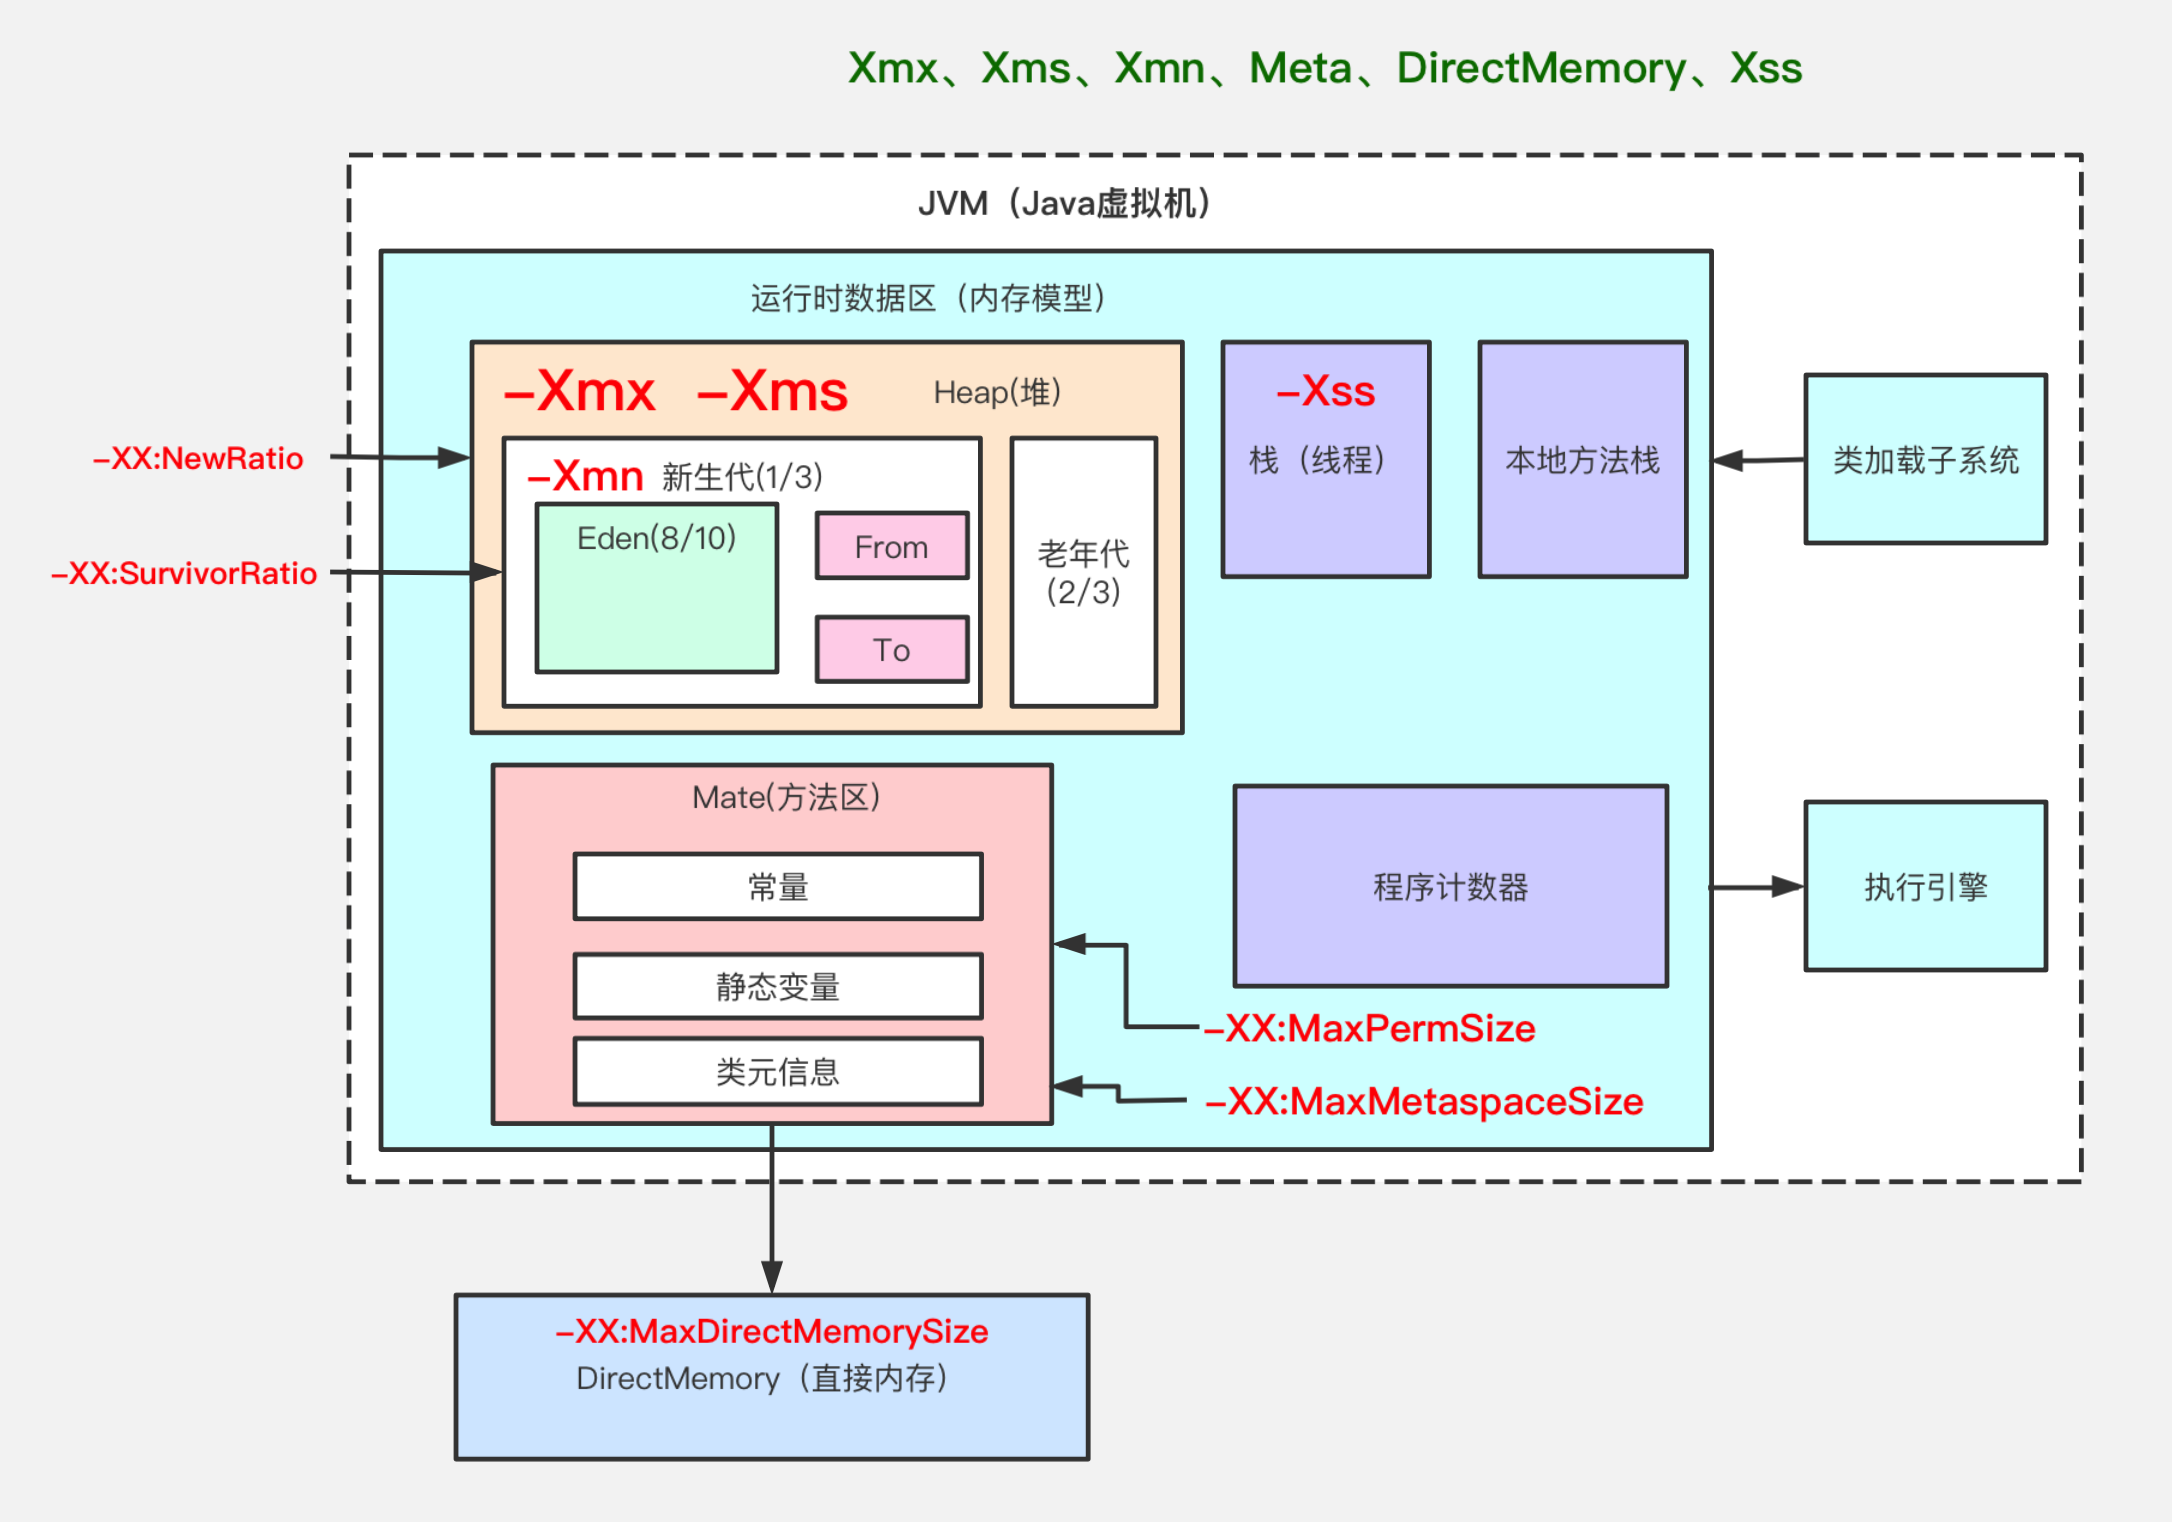 Xmx、Xms、Xmn、Meta、DirectMemory、Xss
JVM（Java虚拟机）
运行时数据区（内存模型）
-Xmx -Xms Heap(堆)
-XX:NewRatio
-Xmn 新生代(1/3)
Eden(8/10)
From
To
-XX:SurvivorRatio
老年代
(2/3)
-Xss
栈（线程）
本地方法栈
类加载子系统
Mate(方法区)
常量
静态变量
类元信息
程序计数器
执行引擎
-XX:MaxPermSize
-XX:MaxMetaspaceSize
-XX:MaxDirectMemorySize
DirectMemory（直接内存）